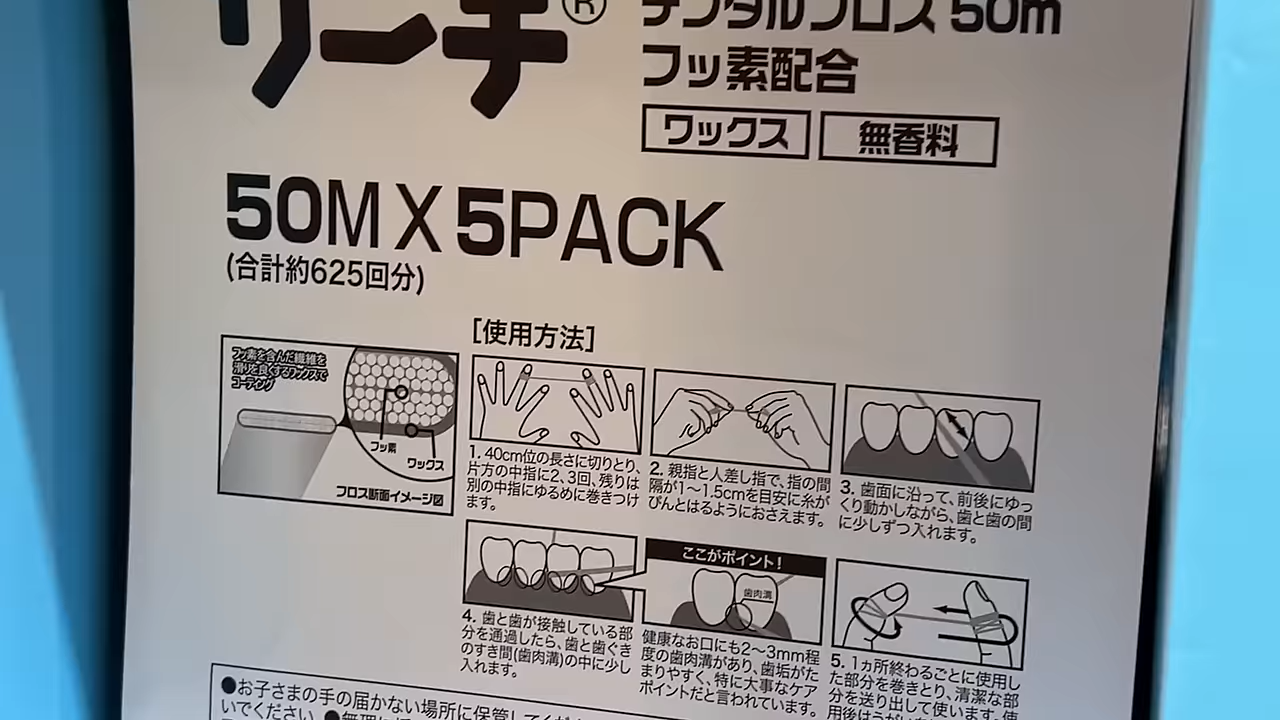 リーチ®
デンタルフロス 50m
フッ素配合
ワックス
無香料
50M X 5PACK
(合計約625回分)
[使用方法]
フッ素を含んだ繊維を
滑りを良くするワックスで
コーティング
フッ素
ワックス
フロス断面イメージ図
1. 40cm位の長さに切りとり、
片方の中指に2、3回、残りは
別の中指にゆるめに巻きつけ
ます。
2. 親指と人差し指で、指の間
隔が1〜1.5cmを目安に糸が
ぴんとはるようにおさえます。
3. 歯面に沿って、前後にゆっ
くり動かしながら、歯と歯の間
に少しずつ入れます。
4. 歯と歯が接触している部
分を通過したら、歯と歯ぐき
のすき間(歯肉溝)の中に少し
入れます。
ここがポイント!
歯肉溝
健康なお口にも2〜3mm程
度の歯肉溝があり、歯垢がた
まりやすく、特に大事なケア
ポイントだと言われています。
5. 1ヵ所終わるごとに使用し
た部分を巻きとり、清潔な部
分を送り出して使います。使
●お子さまの手の届かない場所に保管してくだ
いでください。●無理に